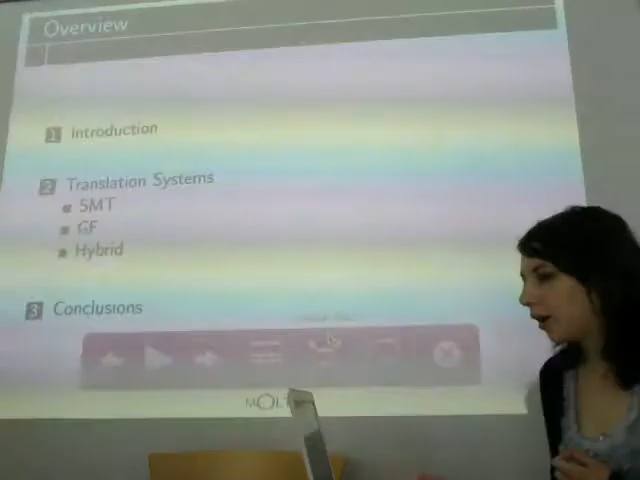 Overview
1 Introduction
2 Translation Systems
SMT
GF
Hybrid
3 Conclusions